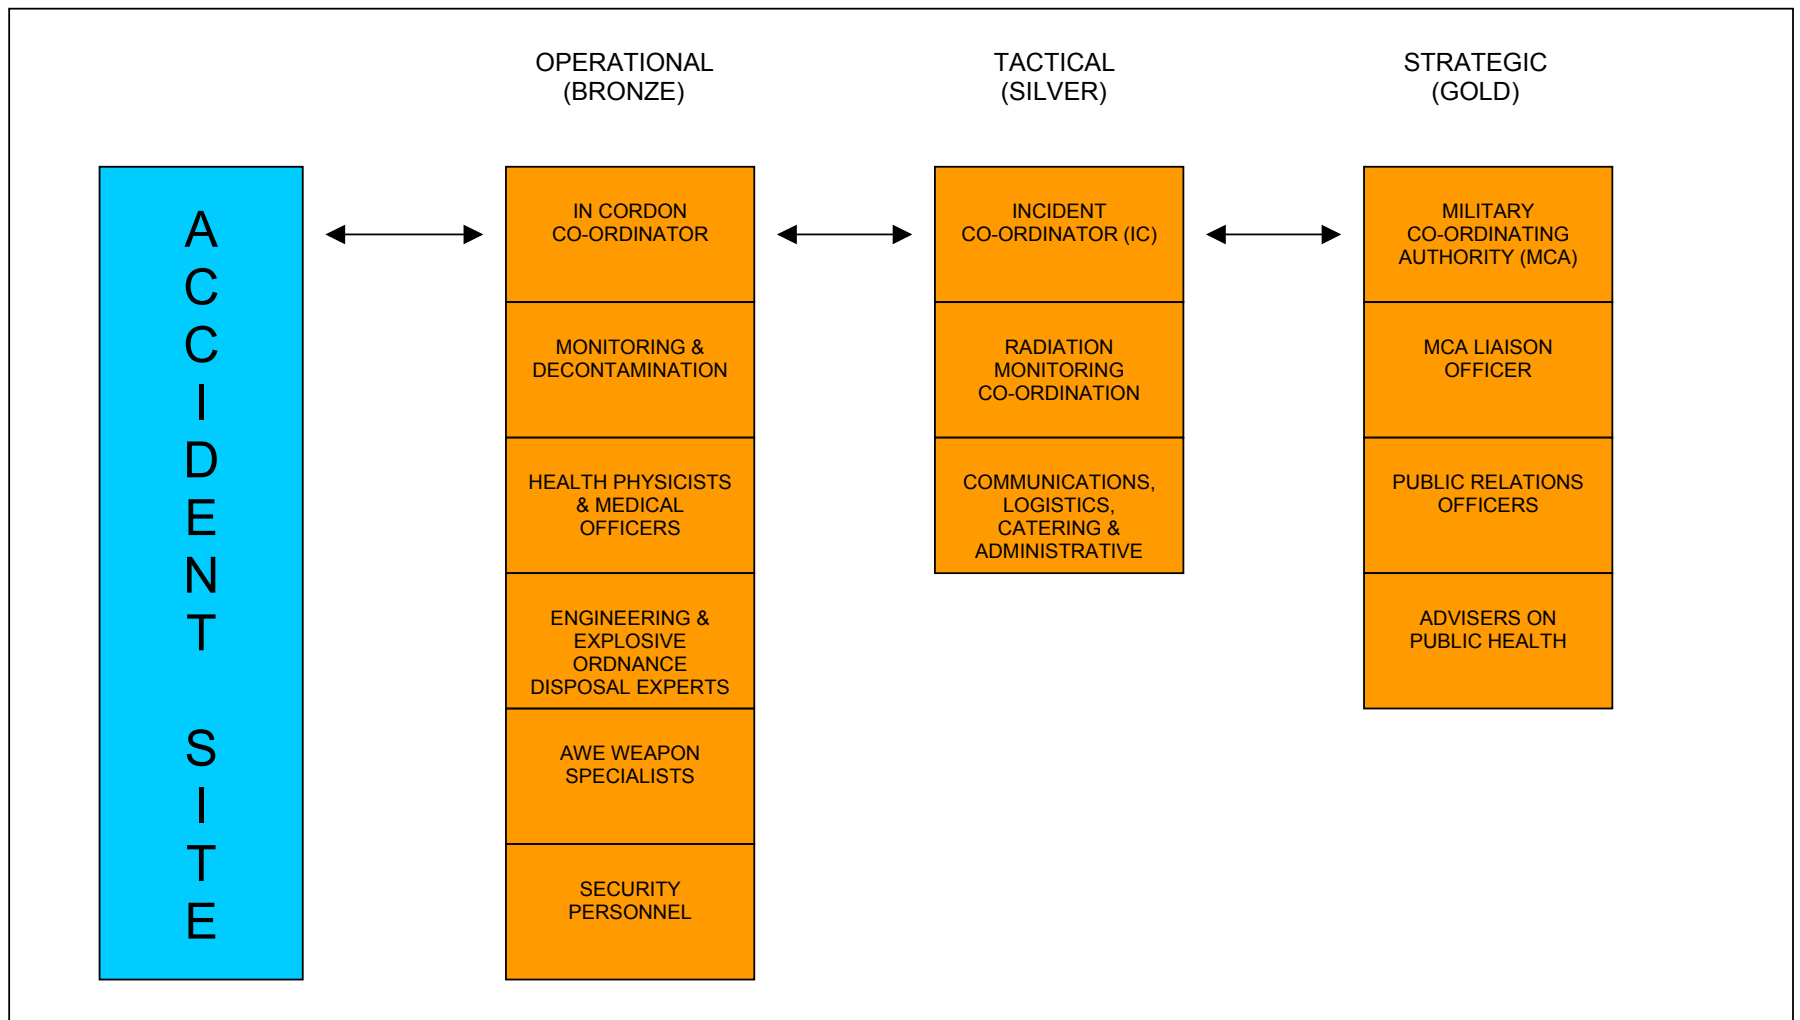 OPERATIONAL
(BRONZE)
TACTICAL
(SILVER)
STRATEGIC
(GOLD)
ACCIDENT SITE
IN CORDON
CO-ORDINATOR
MONITORING &
DECONTAMINATION
HEALTH PHYSICISTS
& MEDICAL
OFFICERS
ENGINEERING &
EXPLOSIVE
ORDNANCE
DISPOSAL EXPERTS
AWE WEAPON
SPECIALISTS
SECURITY
PERSONNEL
INCIDENT
CO-ORDINATOR (IC)
RADIATION
MONITORING
CO-ORDINATION
COMMUNICATIONS,
LOGISTICS,
CATERING &
ADMINISTRATIVE
MILITARY
CO-ORDINATING
AUTHORITY (MCA)
MCA LIAISON
OFFICER
PUBLIC RELATIONS
OFFICERS
ADVISERS ON
PUBLIC HEALTH